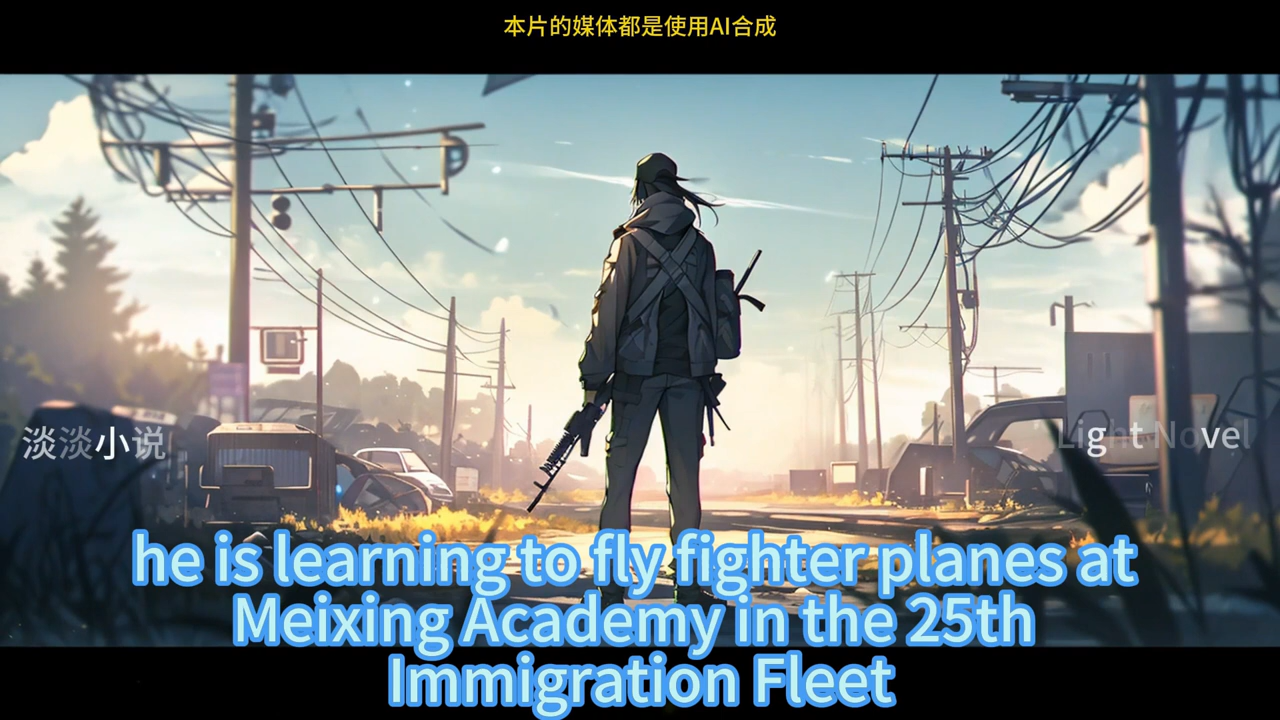 本片的媒体都是使用AI合成
淡淡小说
Light Novel
he is learning to fly fighter planes at
Meixing Academy in the 25th
Immigration Fleet